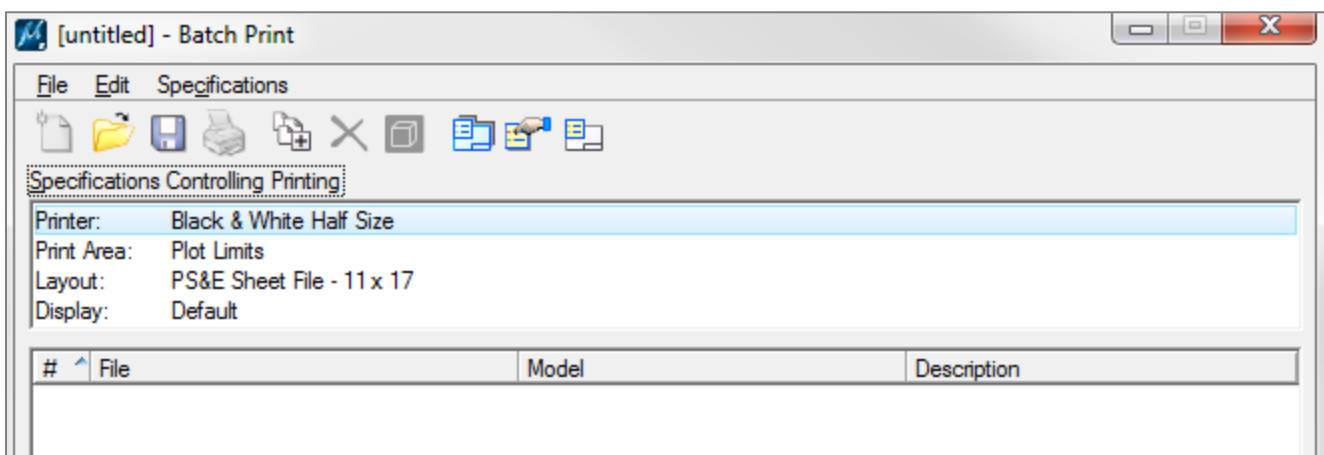 [untitled] - Batch Print
File Edit Specifications
Specifications Controlling Printing
Printer: Black & White Half Size
Print Area: Plot Limits
Layout: PS&E Sheet File - 11 x 17
Display: Default
# File Model Description